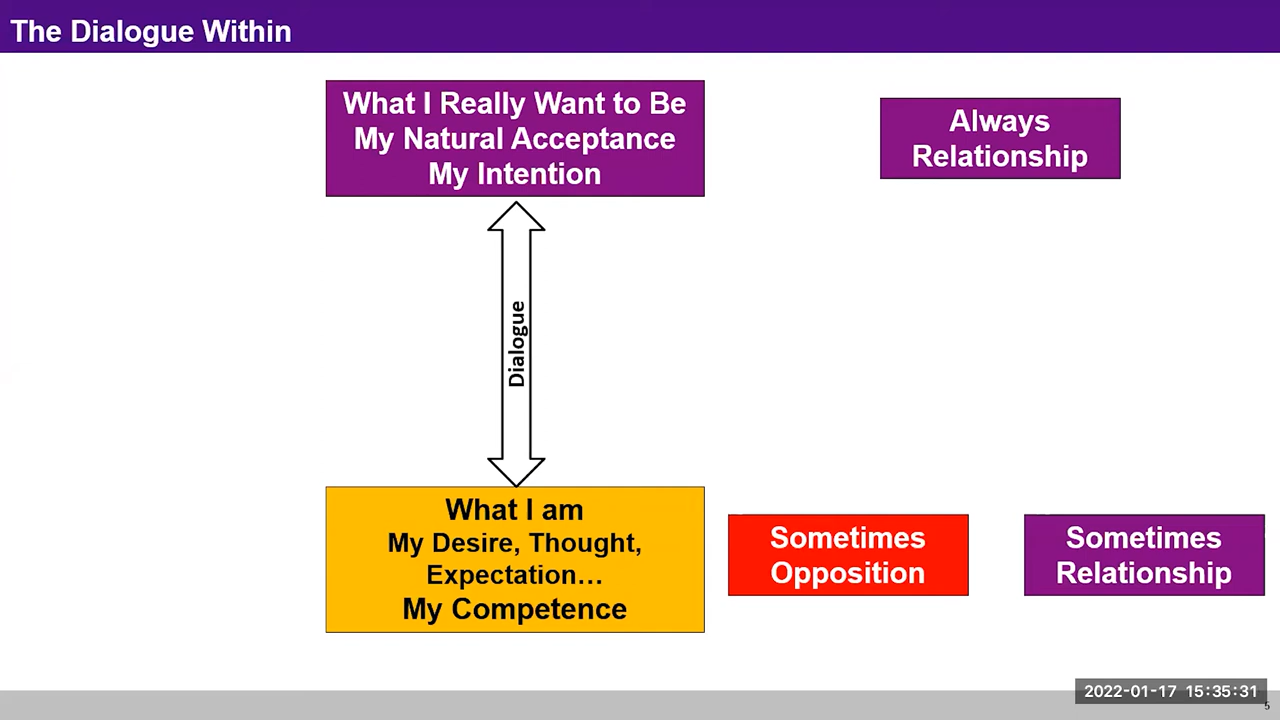 The Dialogue Within
What I Really Want to Be
My Natural Acceptance
My Intention
Always
Relationship
Dialogue
What I am
My Desire, Thought,
Expectation…
My Competence
Sometimes
Opposition
Sometimes
Relationship
2022-01-17 15:35:31
5